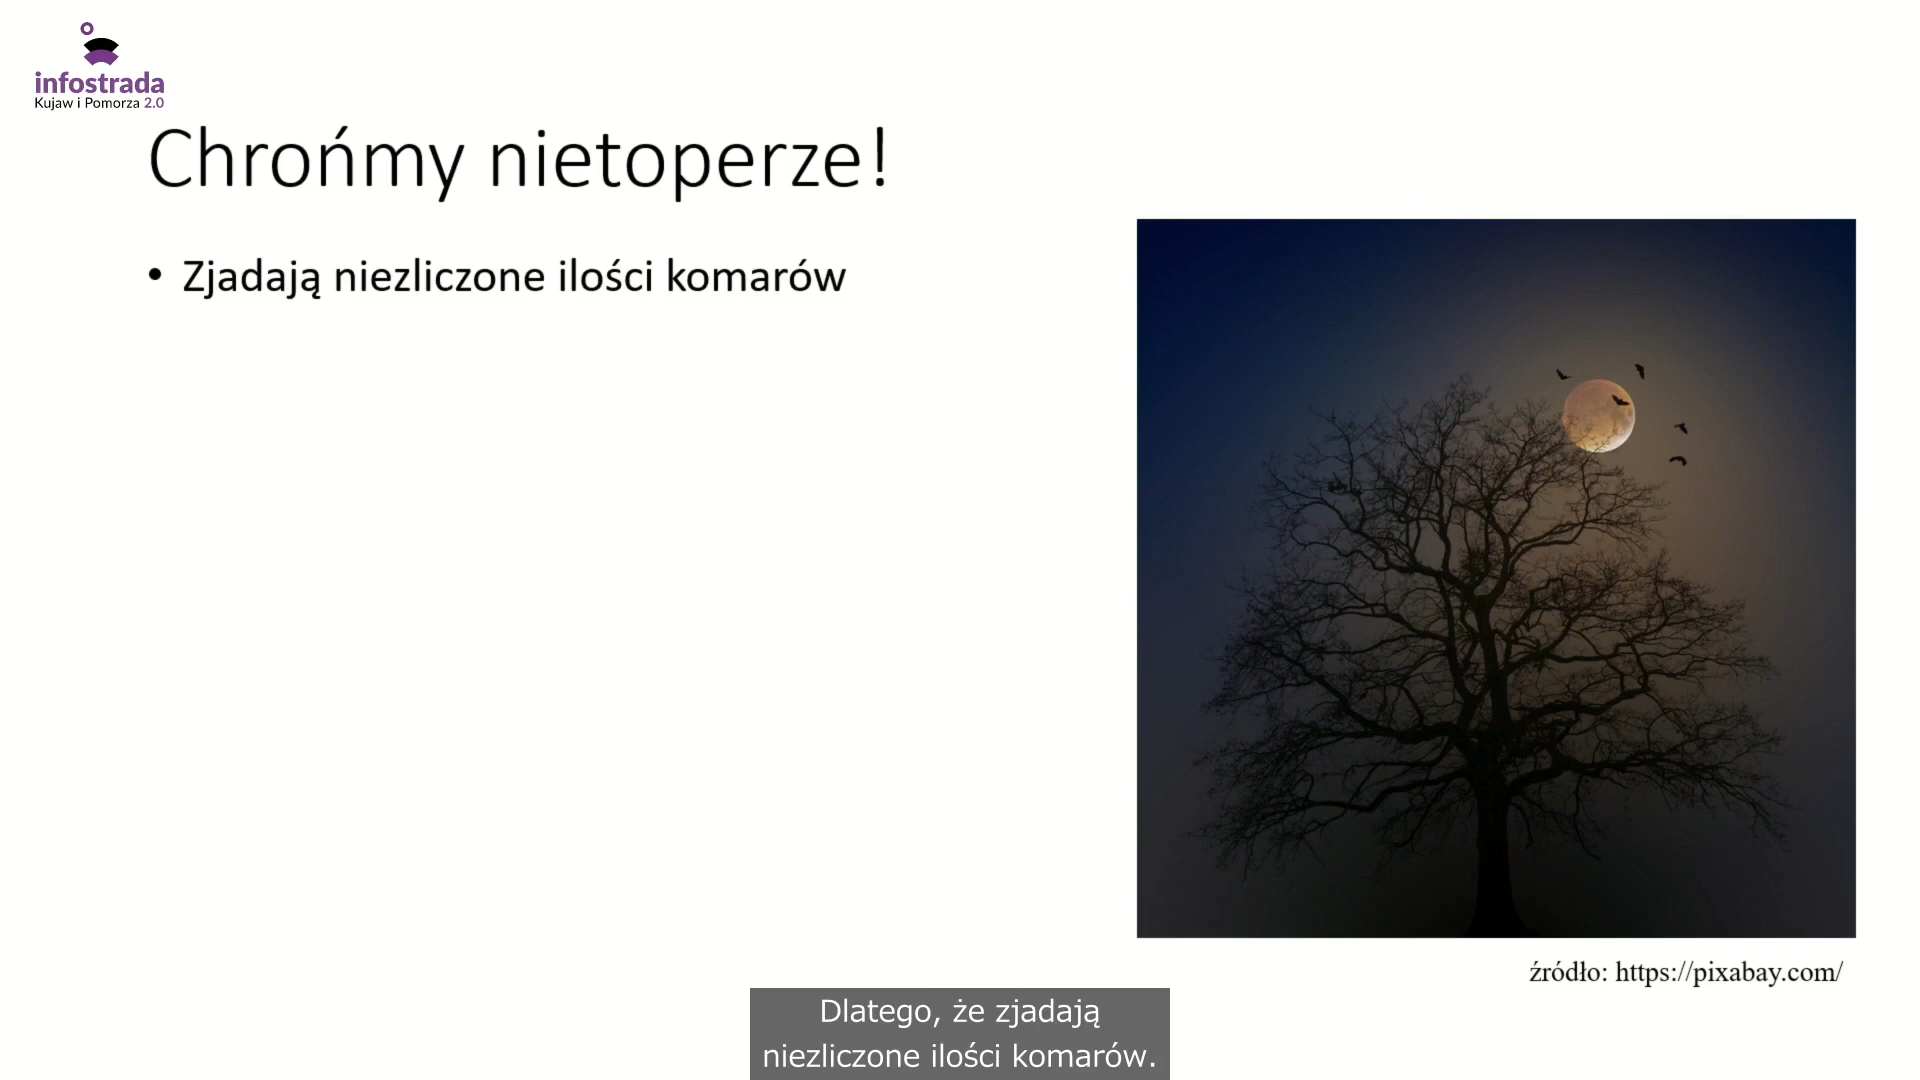 infostrada
Kujaw i Pomorza 2.0
Chrońmy nietoperze!
• Zjadają niezliczone ilości komarów
źródło: https://pixabay.com/
Dlatego, że zjadają
niezliczone ilości komarów.